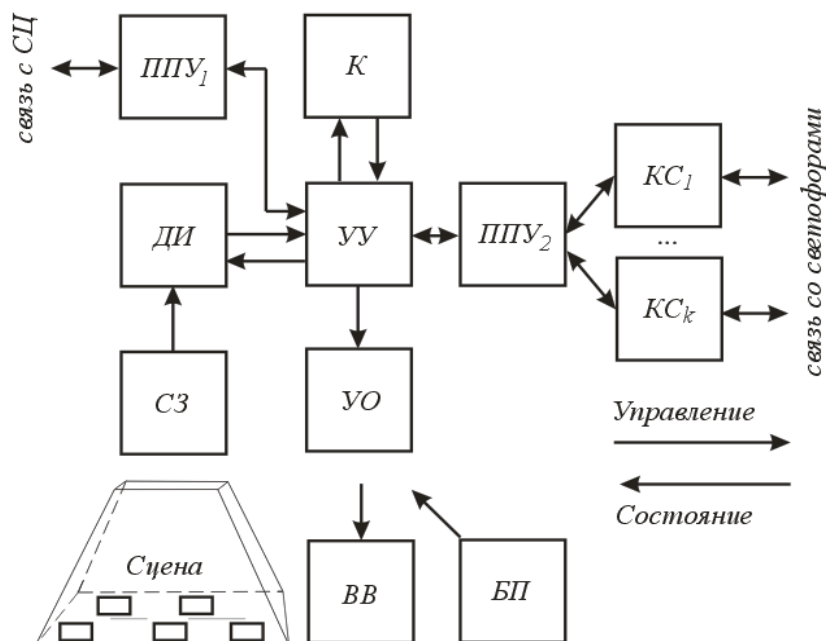 связь с СЦ
ППУ1
К
ДИ
УУ
ППУ2
КС1
...
КСk
связь со светофорами
СЗ
УО
Управление
Состояние
Сцена
ВВ
БП